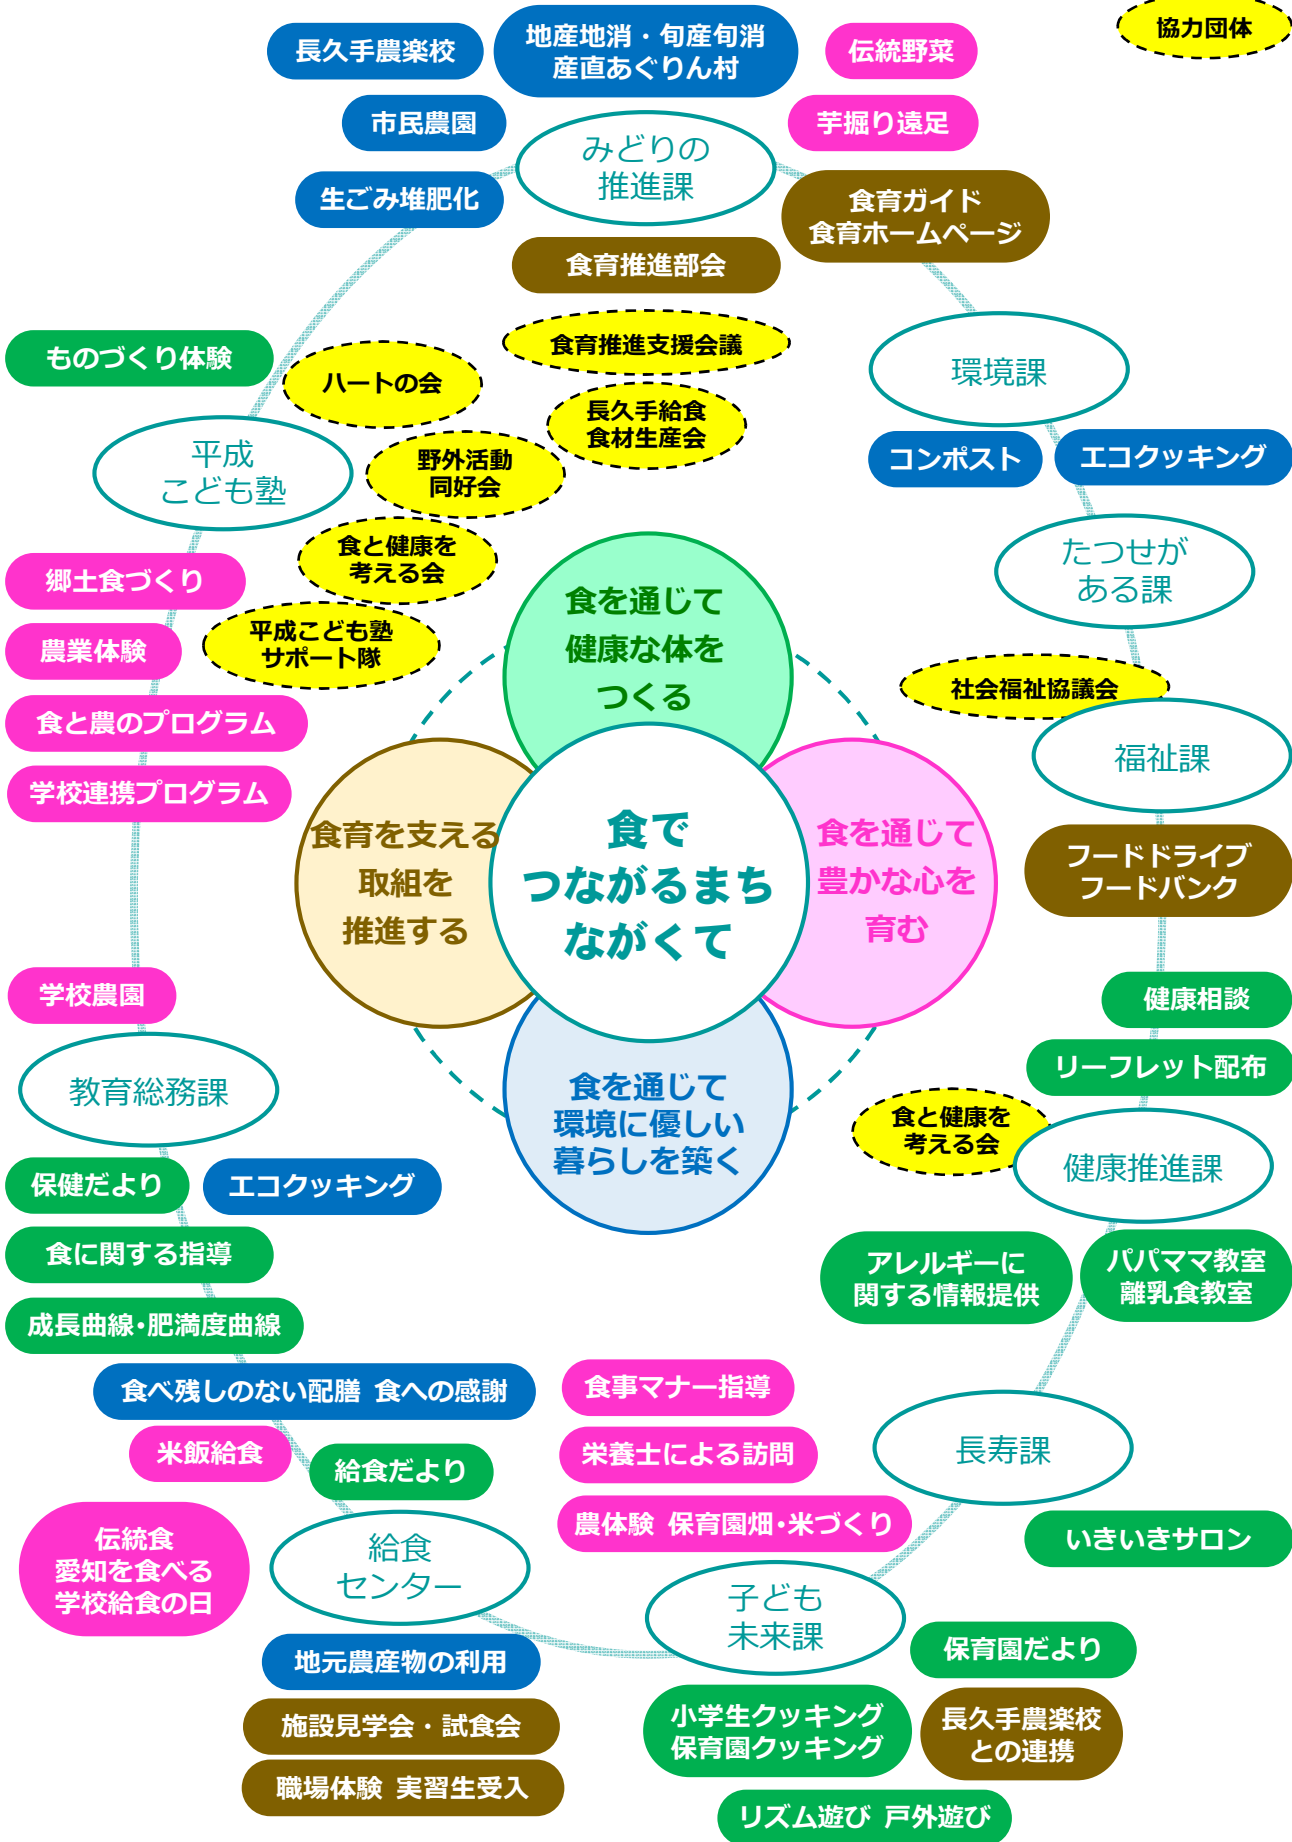 協力団体
長久手農楽校
地産地消・旬産旬消
産直あぐりん村
伝統野菜
市民農園
芋掘り遠足
みどりの
推進課
生ごみ堆肥化
食育ガイド
食育ホームページ
食育推進部会
ものづくり体験
ハートの会
食育推進支援会議
環境課
長久手給食
食材生産会
平成
こども塾
野外活動
同好会
コンポスト
エコクッキング
食と健康を
考える会
たつせが
ある課
郷土食づくり
農業体験
平成こども塾
サポート隊
食を通じて
健康な体を
つくる
社会福祉協議会
食と農のプログラム
福祉課
学校連携プログラム
食育を支える
取組を
推進する
食で
つながるまち
ながくて
食を通じて
豊かな心を
育む
フードドライブ
フードバンク
学校農園
健康相談
教育総務課
リーフレット配布
食を通じて
環境に優しい
暮らしを築く
食と健康を
考える会
健康推進課
保健だより
エコクッキング
食に関する指導
アレルギーに
関する情報提供
パパママ教室
離乳食教室
成長曲線・肥満度曲線
食べ残しのない配膳 食への感謝
食事マナー指導
米飯給食
給食だより
栄養士による訪問
長寿課
伝統食
愛知を食べる
学校給食の日
農体験 保育園畑・米づくり
いきいきサロン
給食
センター
子ども
未来課
地元農産物の利用
保育園だより
施設見学会・試食会
小学生クッキング
保育園クッキング
長久手農楽校
との連携
職場体験 実習生受入
リズム遊び 戸外遊び